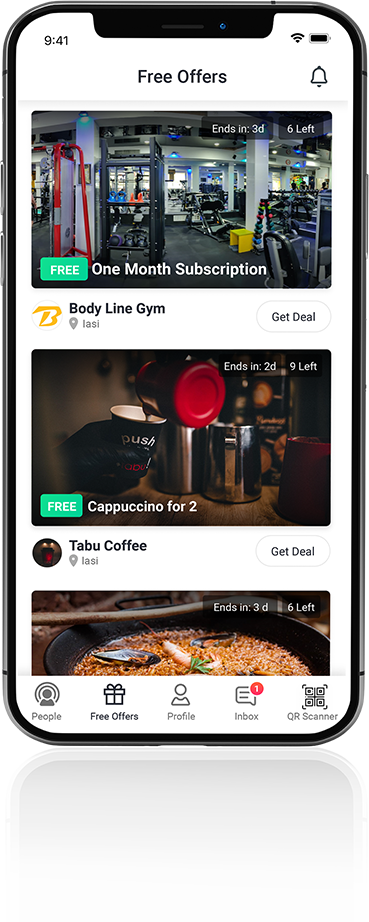 9:41
Free Offers
Ends in: 3d 6 Left
FREE One Month Subscription
Body Line Gym
Iasi
Get Deal
Ends in: 2d 9 Left
push
FREE Cappuccino for 2
Tabu Coffee
Iasi
Get Deal
Ends in: 3 d 6 Left
1
People Free Offers Profile Inbox QR Scanner